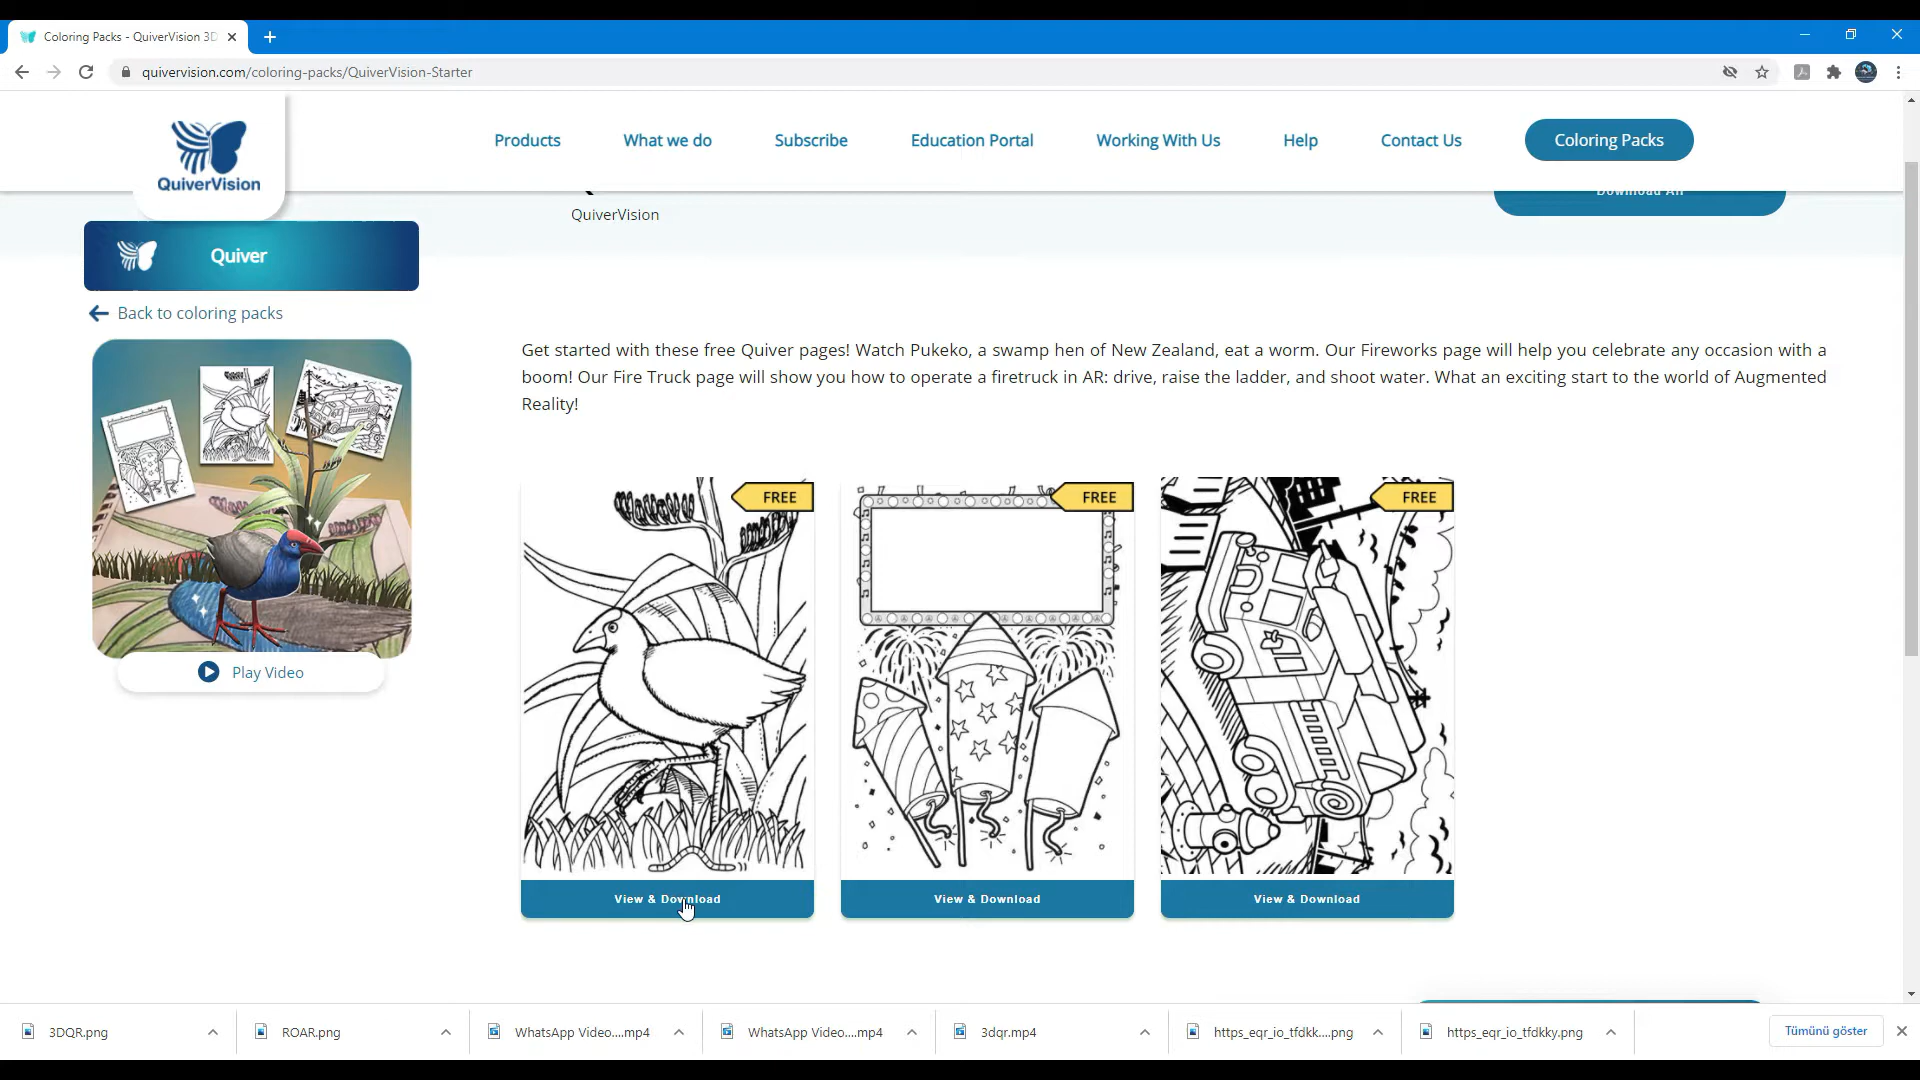 Coloring Packs - QuiverVision 3D
quivervision.com/coloring-packs/QuiverVision-Starter
QuiverVision
Products
What we do
Subscribe
Education Portal
Working With Us
Help
Contact Us
Coloring Packs
Download All
QuiverVision
Quiver
Back to coloring packs
Play Video
Get started with these free Quiver pages! Watch Pukeko, a swamp hen of New Zealand, eat a worm. Our Fireworks page will help you celebrate any occasion with a
boom! Our Fire Truck page will show you how to operate a firetruck in AR: drive, raise the ladder, and shoot water. What an exciting start to the world of Augmented
Reality!
FREE
FREE
FREE
View & Download
View & Download
View & Download
3DQR.png
ROAR.png
WhatsApp Video....mp4
WhatsApp Video....mp4
3dqr.mp4
https_eqr_io_tfdkk....png
https_eqr_io_tfdkky.png
Tümünü göster